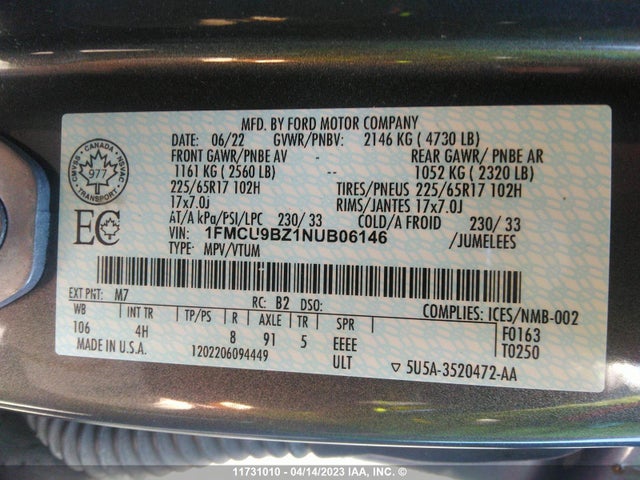 MFD. BY FORD MOTOR COMPANY
DATE: 06/22 GVWR/PNBV: 2146 KG ( 4730 LB)
FRONT GAWR/PNBE AV - REAR GAWR/ PNBE AR
1161 KG ( 2560 LB) -- 1052 KG ( 2320 LB)
225/65R17 102H TIRES/PNEUS 225/65R17 102H
17x7.0J RIMS/JANTES 17x7.0J
AT/A kPa/PSI/LPC 230/ 33 COLD/A FROID 230/ 33
VIN: 1FMCU9BZ1NUB06146 /JUMELEES
TYPE: MPV/VTUM
CMVSS CANADA NSVAC
977
EC
EXT PNT: M7 RC: B2 DSO: COMPLIES: ICES/NMB-002
WB INT TR TP/PS R AXLE TR SPR F0163
106 4H 8 91 5 EEEE T0250
MADE IN U.S.A. 1202206094449 ULT ▽ 5U5A-3520472-AA
11731010 - 04/14/2023 IAA, INC. ©